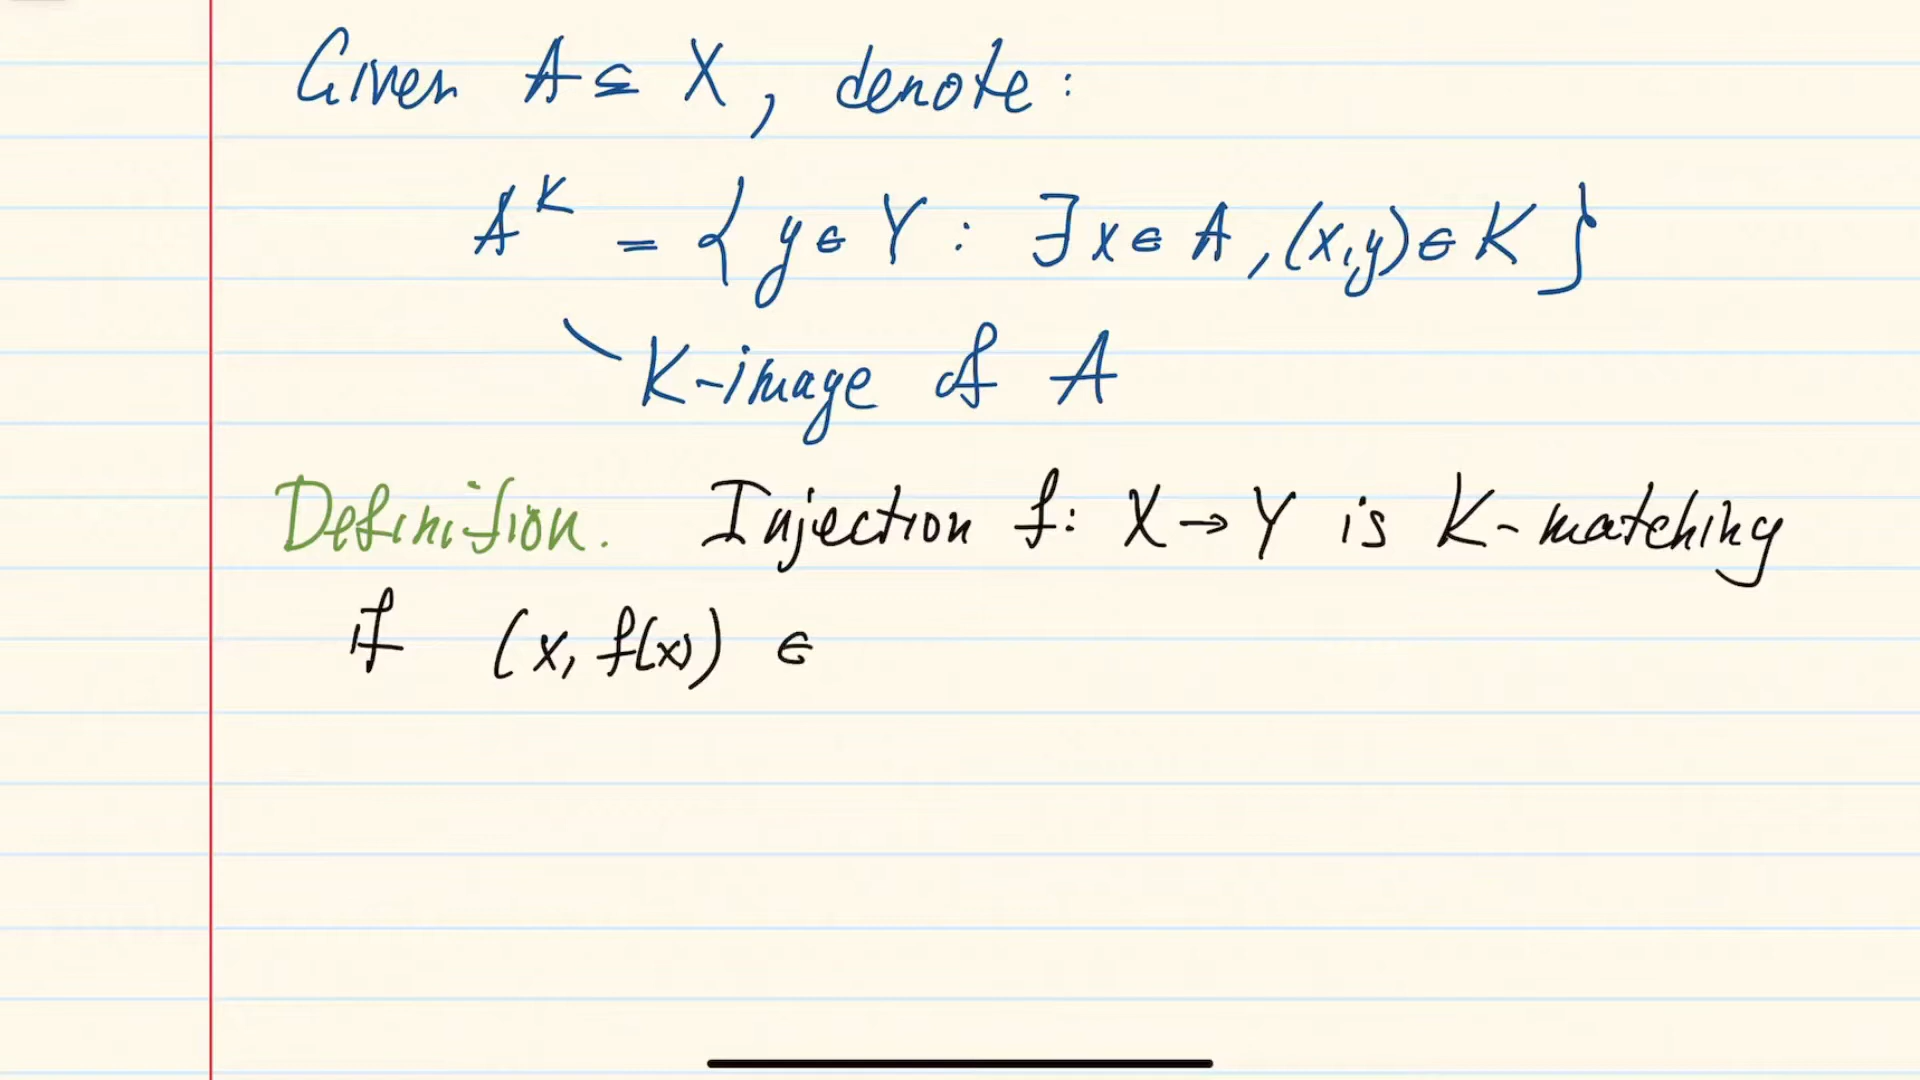 Given A ⊆ X, denote:
A^K = { y ∈ Y : ∃ x ∈ A, (x,y) ∈ K }
K-image of A
Definition. Injection f: X → Y is K-matching
if (x, f(x)) ∈